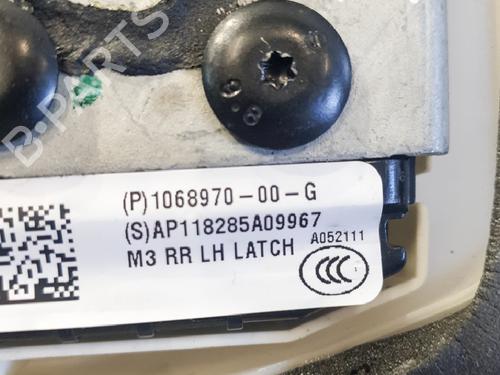 B-PARTS
(P)1068970-00-G
(S)AP118285A09967
M3 RR LH LATCH
A052111
CCC